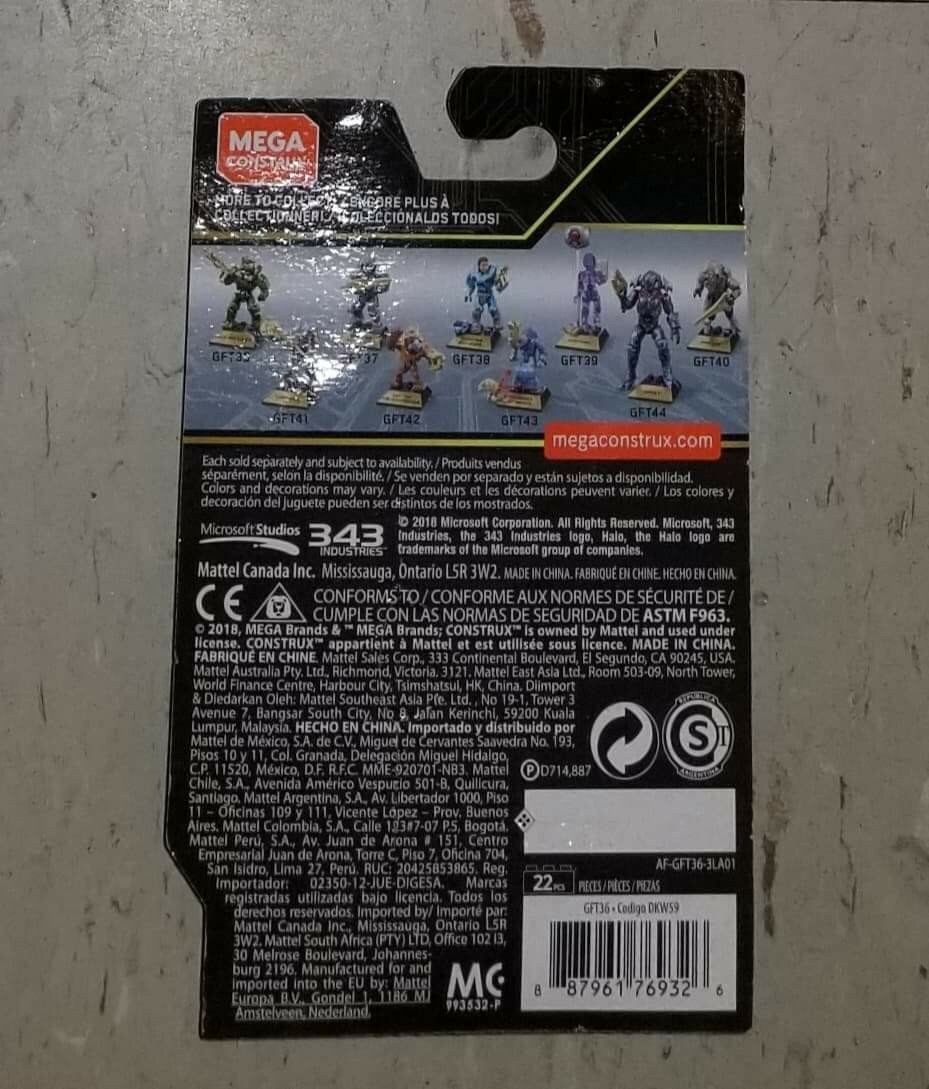 MEGA
CONSTRUX
MORE TO COLLECT! / ENCORE PLUS À
COLLECTIONNER! / ¡COLECCIÓNALOS TODOS!
37 GFT38 GFT39 GFT40
GFT41 GFT42 GFT43 GFT44
megaconstrux.com
Each sold separately and subject to availability. / Produits vendus
séparément, selon la disponibilité. / Se venden por separado y están sujetos a disponibilidad.
Colors and decorations may vary. / Les couleurs et les décorations peuvent varier. / Los colores y
decoración del juguete pueden ser distintos de los mostrados.
Microsoft Studios 343 INDUSTRIES
© 2018 Microsoft Corporation. All Rights Reserved. Microsoft, 343
Industries, the 343 Industries logo, Halo, the Halo logo are
trademarks of the Microsoft group of companies.
Mattel Canada Inc. Mississauga, Ontario L5R 3W2. MADE IN CHINA. FABRIQUÉ EN CHINE. HECHO EN CHINA.
CE CONFORMS TO / CONFORME AUX NORMES DE SÉCURITÉ DE /
CUMPLE CON LAS NORMAS DE SEGURIDAD DE ASTM F963.
© 2018, MEGA Brands & ™ MEGA Brands; CONSTRUX™ is owned by Mattel and used under
license. CONSTRUX™ appartient à Mattel et est utilisée sous licence. MADE IN CHINA.
FABRIQUÉ EN CHINE. Mattel Sales Corp., 333 Continental Boulevard, El Segundo, CA 90245, USA.
Mattel Australia Pty. Ltd., Richmond, Victoria. 3121. Mattel East Asia Ltd., Room 503-09, North Tower,
World Finance Centre, Harbour City, Tsimshatsui, HK, China. Diimport
& Diedarkan Oleh: Mattel Southeast Asia Pte. Ltd. , No 19-1, Tower 3
Avenue 7, Bangsar South City, No 8, Jalan Kerinchi, 59200 Kuala
Lumpur, Malaysia. HECHO EN CHINA. Importado y distribuido por
Mattel de México, S.A. de C.V., Miguel de Cervantes Saavedra No. 193,
Pisos 10 y 11, Col. Granada, Delegación Miguel Hidalgo,
C.P. 11520, México, D.F. R.F.C. MME-920701-NB3. Mattel
Chile, S.A., Avenida Américo Vespucio 501-B, Quilicura,
Santiago. Mattel Argentina, S.A., Av. Libertador 1000, Piso
11 – Oficinas 109 y 111, Vicente López – Prov. Buenos
Aires. Mattel Colombia, S.A., Calle 123#7-07 P.5, Bogotá.
Mattel Perú, S.A., Av. Juan de Arona # 151, Centro
Empresarial Juan de Arona, Torre C, Piso 7, Oficina 704,
San Isidro, Lima 27, Perú. RUC: 20425853865. Reg.
Importador: 02350-12-JUE-DIGESA. Marcas
registradas utilizadas bajo licencia. Todos los
derechos reservados. Imported by/ Importé par:
Mattel Canada Inc., Mississauga, Ontario L5R
3W2. Mattel South Africa (PTY) LTD, Office 102 I3,
30 Melrose Boulevard, Johannes-
burg 2196. Manufactured for and
imported into the EU by: Mattel
Europa B.V., Gondel 1, 1186 MJ
Amstelveen, Nederland.
REPUBLICA
S
ARGENTINA
Ⓟ D714,887
AF-GFT36-3LA01
22 PCS PIECES / PIÈCES / PIEZAS
GFT36 • Codigo DKW59
8 87961 76932 6
MC
993532-P